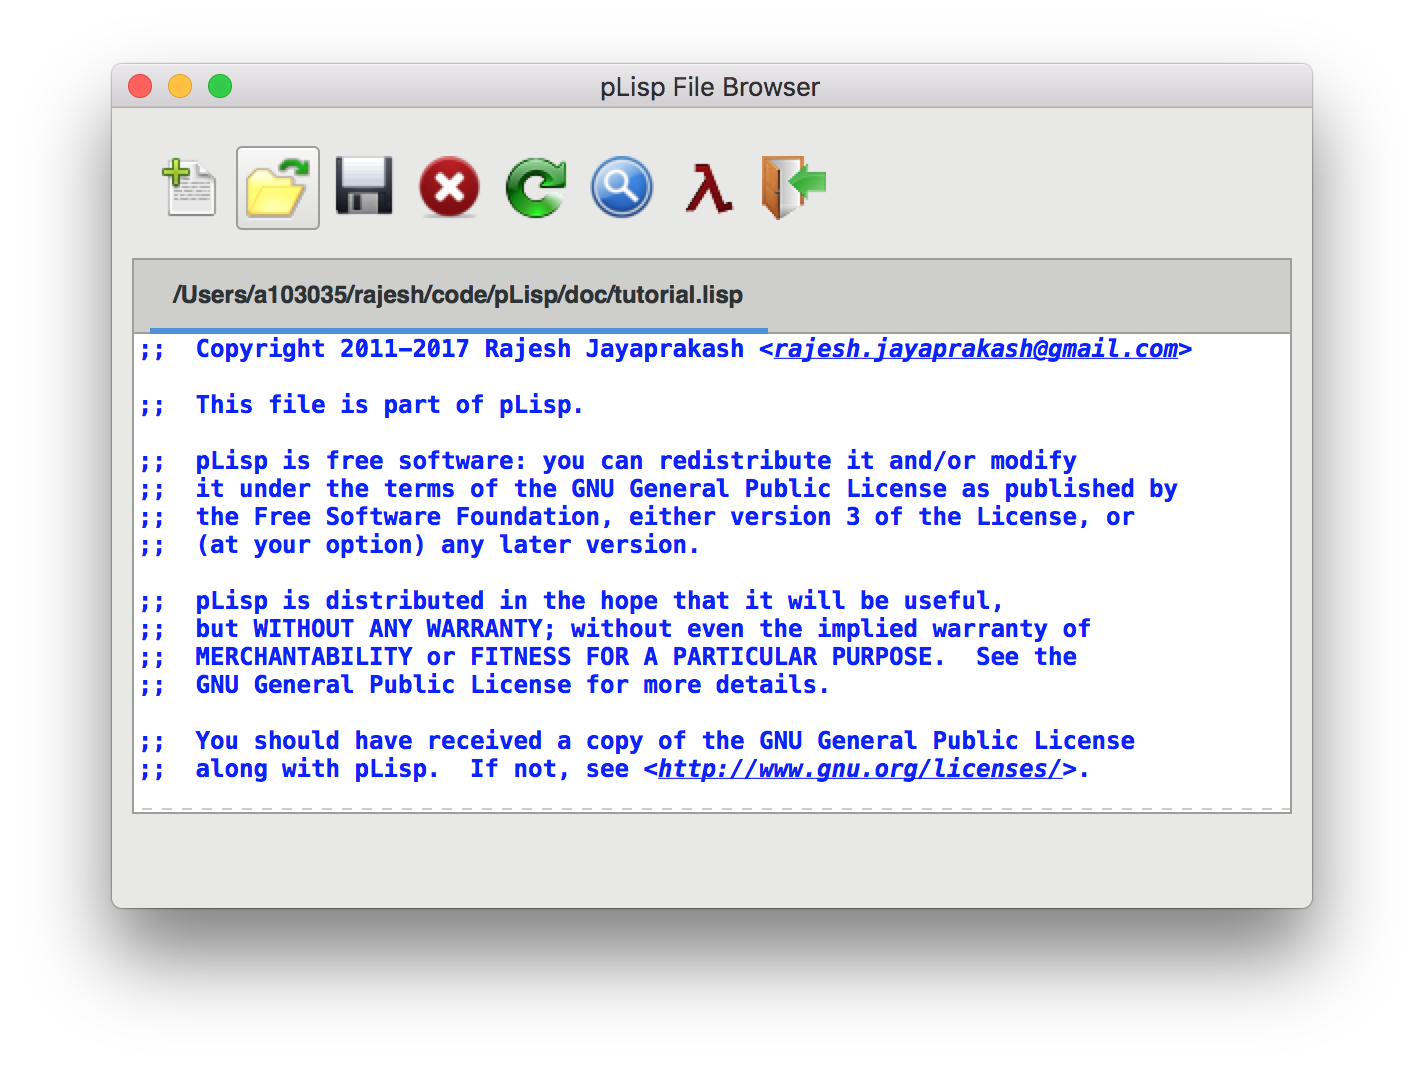 pLisp File Browser
λ
/Users/a103035/rajesh/code/pLisp/doc/tutorial.lisp
;;  Copyright 2011-2017 Rajesh Jayaprakash <rajesh.jayaprakash@gmail.com>
;;  This file is part of pLisp.
;;  pLisp is free software: you can redistribute it and/or modify
;;  it under the terms of the GNU General Public License as published by
;;  the Free Software Foundation, either version 3 of the License, or
;;  (at your option) any later version.
;;  pLisp is distributed in the hope that it will be useful,
;;  but WITHOUT ANY WARRANTY; without even the implied warranty of
;;  MERCHANTABILITY or FITNESS FOR A PARTICULAR PURPOSE.  See the
;;  GNU General Public License for more details.
;;  You should have received a copy of the GNU General Public License
;;  along with pLisp.  If not, see <http://www.gnu.org/licenses/>.